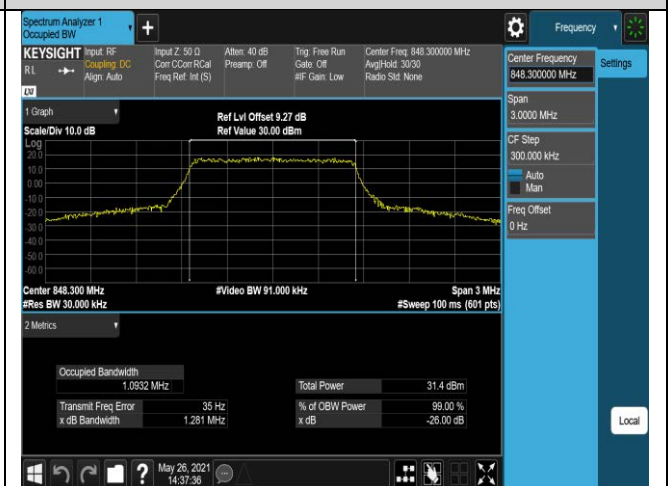 Spectrum Analyzer 1
Occupied BW
+
Frequency
KEYSIGHT Input: RF Input Z: 50 Ω Atten: 40 dB Trig: Free Run Center Freq: 848.300000 MHz
RL Coupling: DC Corr CCorr RCal Preamp: Off Gate: Off Avg|Hold: 30/30
Align: Auto Freq Ref: Int (S) #IF Gain: Low Radio Std: None
LXI
Center Frequency
848.300000 MHz
Settings
Span
3.0000 MHz
CF Step
300.000 kHz
Auto
Man
Freq Offset
0 Hz
1 Graph
Scale/Div 10.0 dB
Ref Lvl Offset 9.27 dB
Ref Value 30.00 dBm
Log
20.0
10.0
0.00
-10.0
-20.0
-30.0
-40.0
-50.0
-60.0
Center 848.300 MHz #Video BW 91.000 kHz Span 3 MHz
#Res BW 30.000 kHz #Sweep 100 ms (601 pts)
2 Metrics
Occupied Bandwidth
1.0932 MHz
Total Power 31.4 dBm
Transmit Freq Error 35 Hz % of OBW Power 99.00 %
x dB Bandwidth 1.281 MHz x dB -26.00 dB
Local
?
May 26, 2021
14:37:36